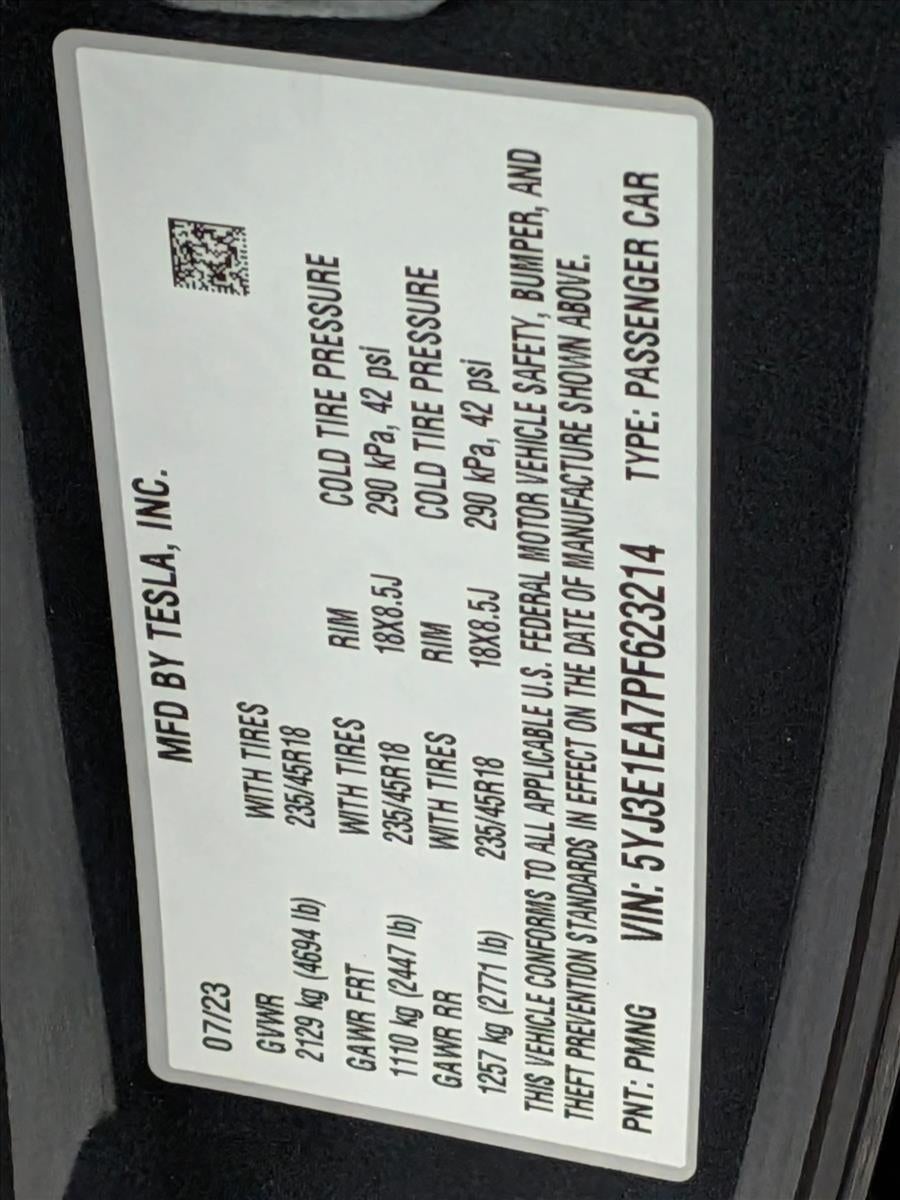 MFD BY TESLA, INC.
07/23
GVWR WITH TIRES
2129 kg (4694 lb) 235/45R18
GAWR FRT WITH TIRES RIM COLD TIRE PRESSURE
1110 kg (2447 lb) 235/45R18 18X8.5J 290 kPa, 42 psi
GAWR RR WITH TIRES RIM COLD TIRE PRESSURE
1257 kg (2771 lb) 235/45R18 18X8.5J 290 kPa, 42 psi
THIS VEHICLE CONFORMS TO ALL APPLICABLE U.S. FEDERAL MOTOR VEHICLE SAFETY, BUMPER, AND
THEFT PREVENTION STANDARDS IN EFFECT ON THE DATE OF MANUFACTURE SHOWN ABOVE.
PNT: PMNG VIN: 5YJ3E1EA7PF623214 TYPE: PASSENGER CAR